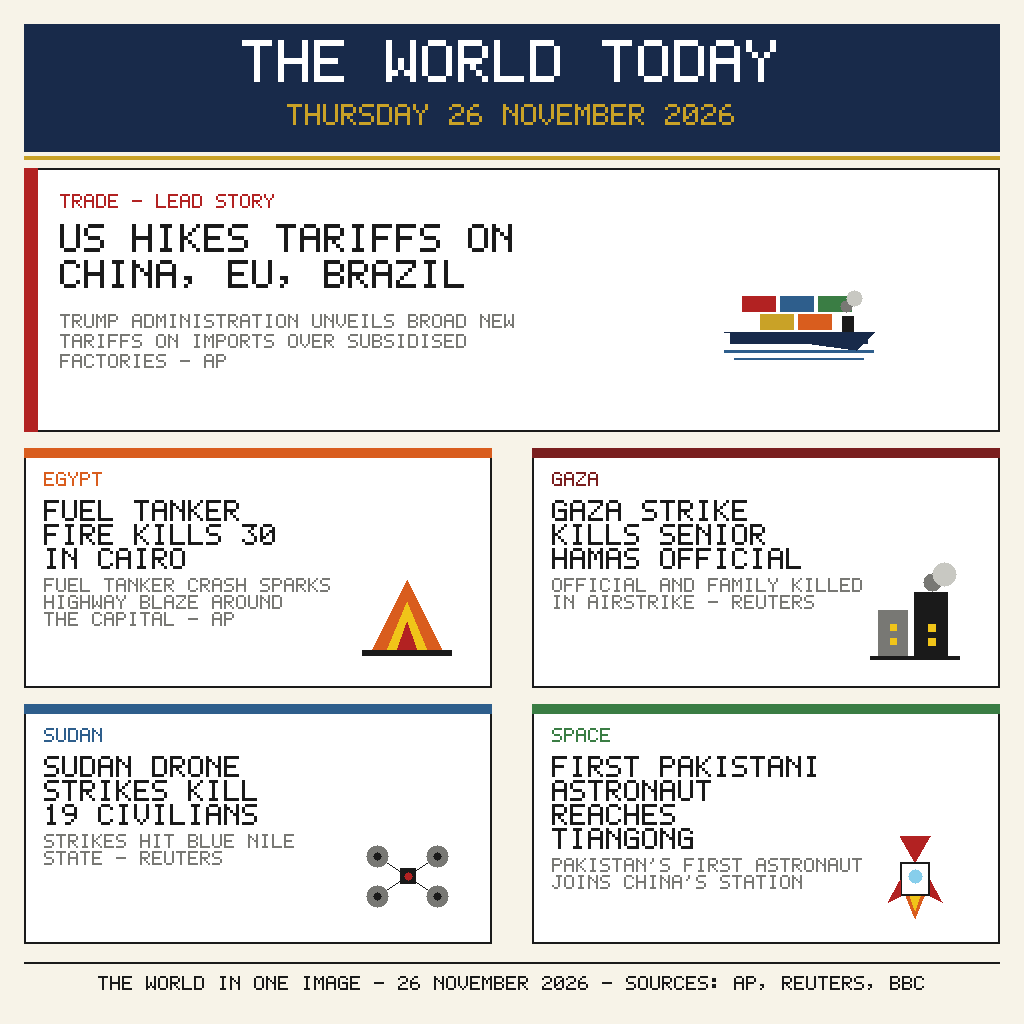 THE WORLD TODAY
THURSDAY 26 NOVEMBER 2026
TRADE - LEAD STORY
US HIKES TARIFFS ON
CHINA, EU, BRAZIL
TRUMP ADMINISTRATION UNVEILS BROAD NEW
TARIFFS ON IMPORTS OVER SUBSIDISED
FACTORIES - AP
EGYPT
FUEL TANKER
FIRE KILLS 30
IN CAIRO
FUEL TANKER CRASH SPARKS
HIGHWAY BLAZE AROUND
THE CAPITAL - AP
GAZA
GAZA STRIKE
KILLS SENIOR
HAMAS OFFICIAL
OFFICIAL AND FAMILY KILLED
IN AIRSTRIKE - REUTERS
SUDAN
SUDAN DRONE
STRIKES KILL
19 CIVILIANS
STRIKES HIT BLUE NILE
STATE - REUTERS
SPACE
FIRST PAKISTANI
ASTRONAUT
REACHES
TIANGONG
PAKISTAN'S FIRST ASTRONAUT
JOINS CHINA'S STATION
THE WORLD IN ONE IMAGE - 26 NOVEMBER 2026 - SOURCES: AP, REUTERS, BBC